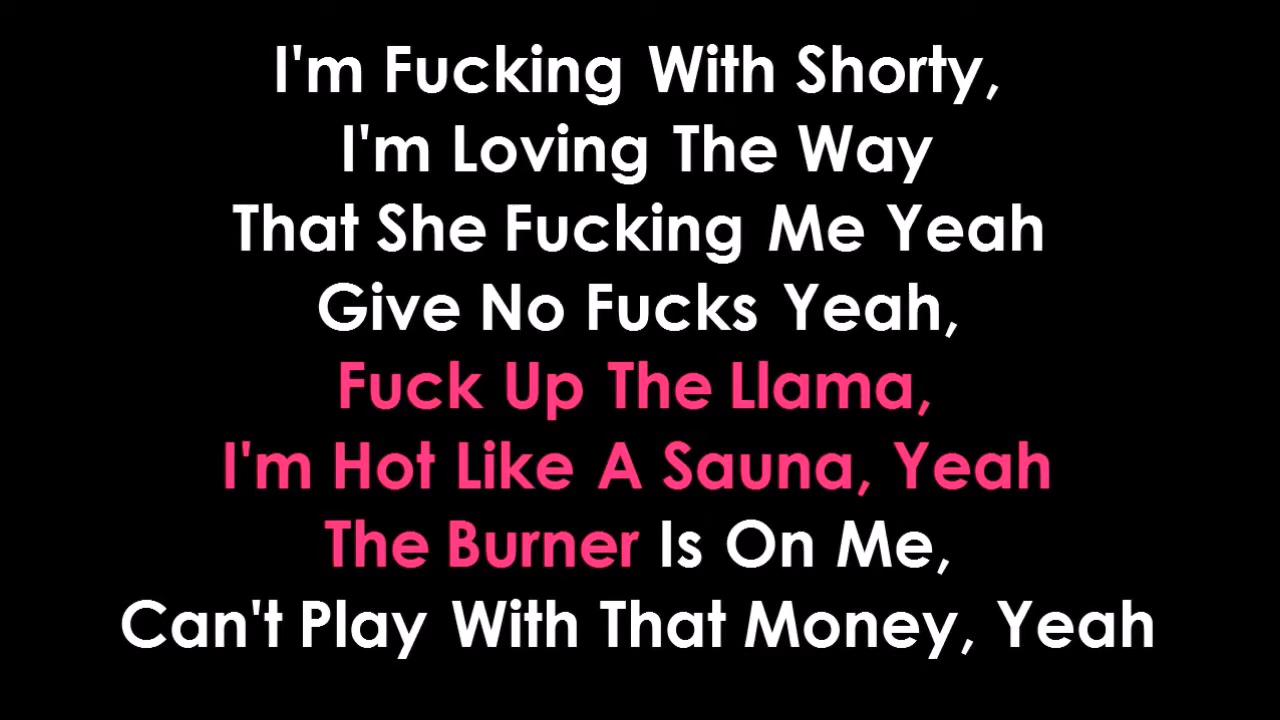 I'm Fucking With Shorty,
I'm Loving The Way
That She Fucking Me Yeah
Give No Fucks Yeah,
Fuck Up The Llama,
I'm Hot Like A Sauna, Yeah
The Burner Is On Me,
Can't Play With That Money, Yeah